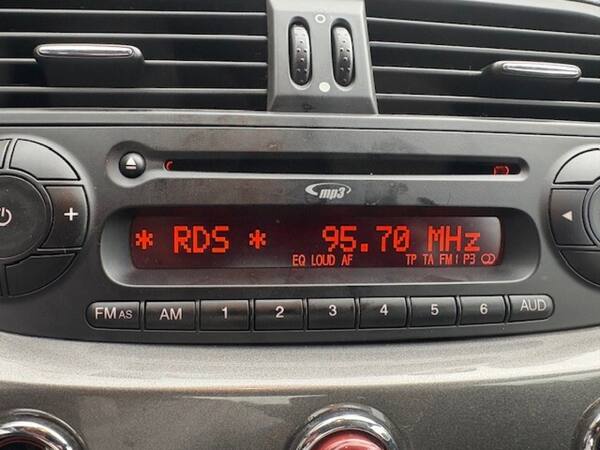 mp3
* RDS * 95.70 MHz
EQ LOUD AF TP TA FM1 P3
FM AS AM 1 2 3 4 5 6 AUD